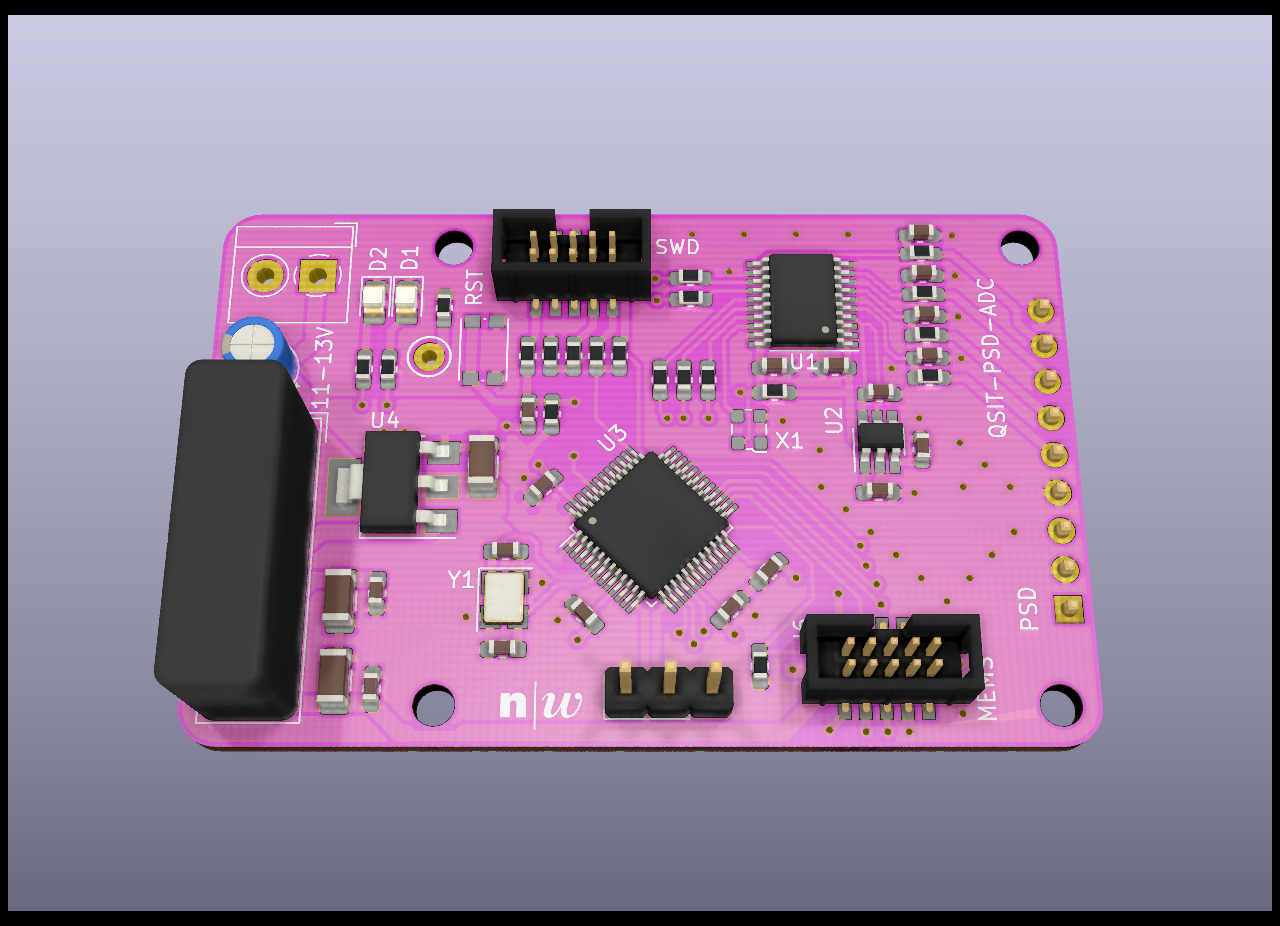 D2
D1
RST
SWD
11-13V
U4
U1
QSIT-PSD-ADC
U2
U3
X1
Y1
PSD
MEMS
n|w